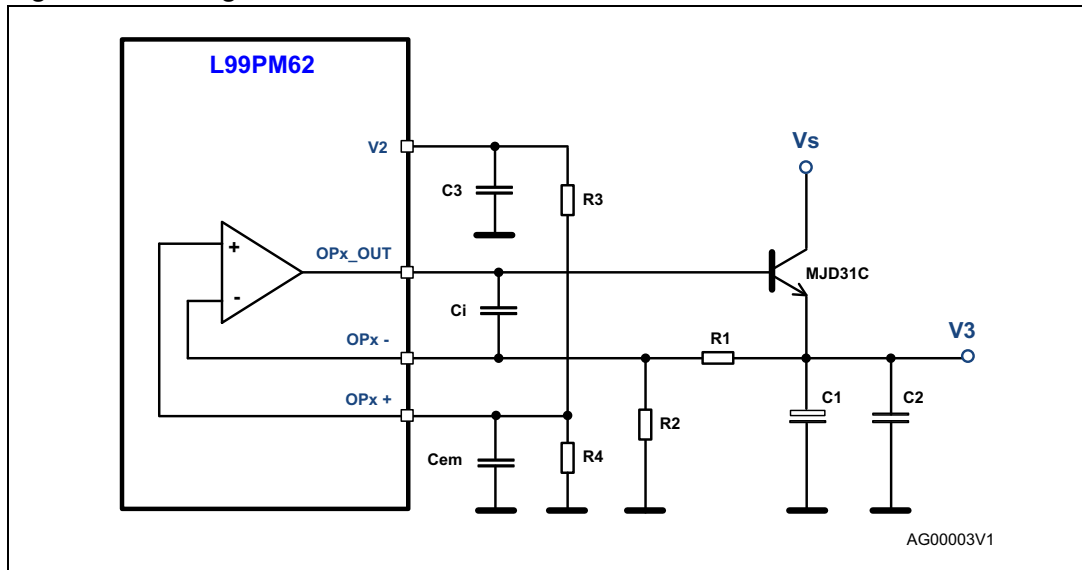 L99PM62
V2
Vs
C3
R3
OPx_OUT
MJD31C
Ci
V3
R1
OPx -
C1
C2
OPx +
R2
R4
Cem
+
-
AG00003V1